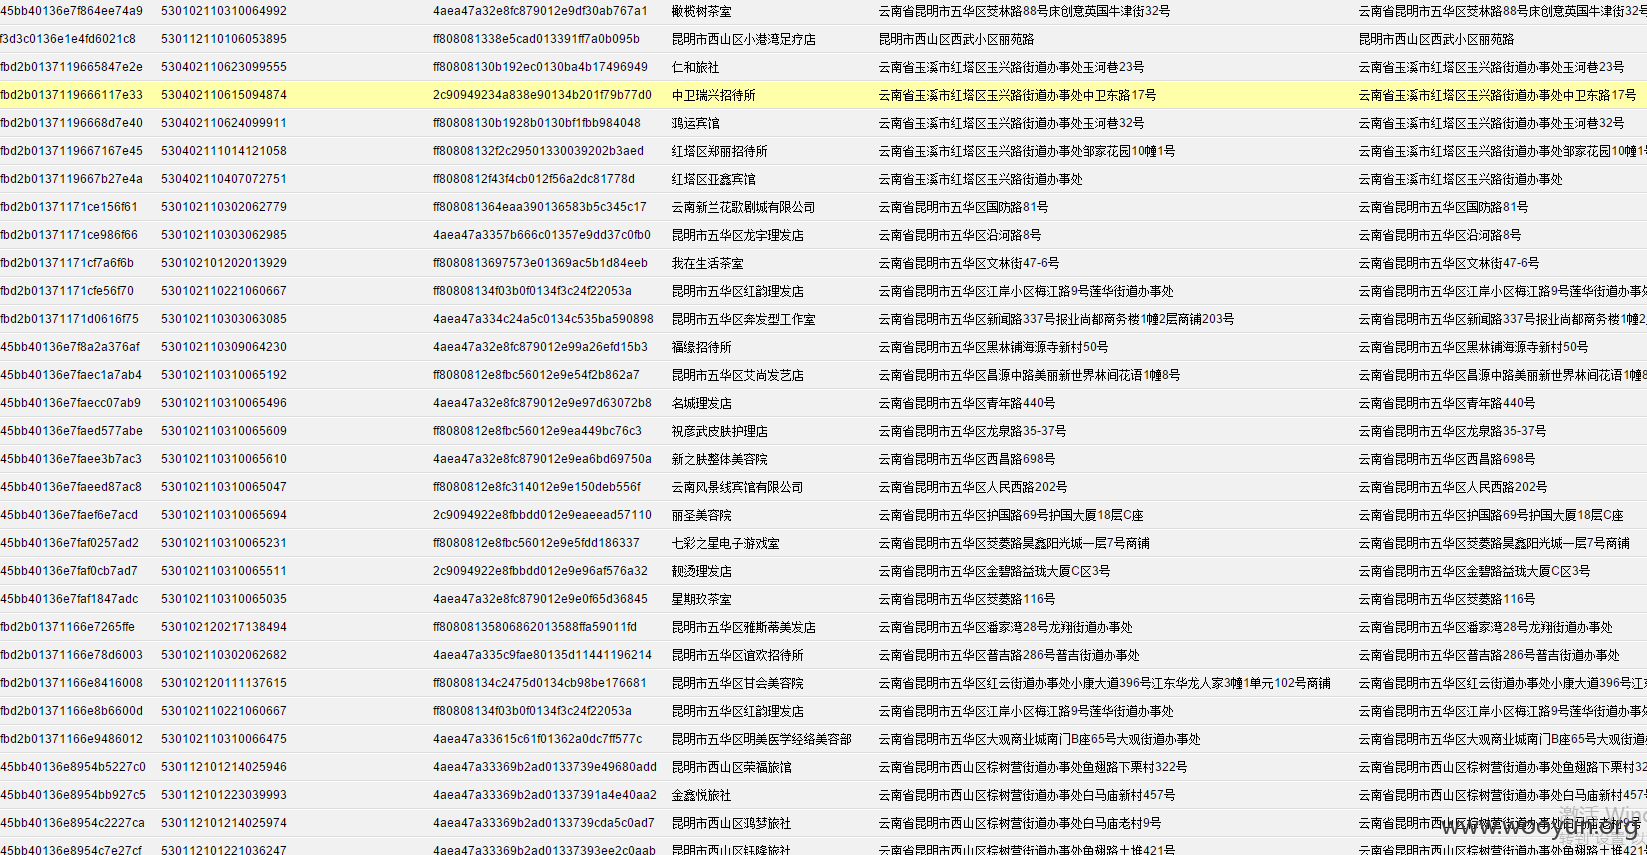 45bb40136e7f864ee74a9 530102110310064992 4aea47a32e8fc879012e9df30ab767a1 橄榄树茶室 云南省昆明市五华区茭林路88号床创意英国牛津街32号 云南省昆明市五华区茭林路88号床创意英国牛津街32号
f3d3c0136e1e4fd6021c8 530112110106053895 ff808081338e5cad013391ff7a0b095b 昆明市西山区小港湾足疗店 昆明市西山区西武小区丽苑路 昆明市西山区西武小区丽苑路
fbd2b0137119665847e2e 530402110623099555 ff80808130b192ec0130ba4b17496949 仁和旅社 云南省玉溪市红塔区玉兴路街道办事处玉河巷23号 云南省玉溪市红塔区玉兴路街道办事处玉河巷23号
fbd2b0137119666117e33 530402110615094874 2c90949234a838e90134b201f79b77d0 中卫瑞兴招待所 云南省玉溪市红塔区玉兴路街道办事处中卫东路17号 云南省玉溪市红塔区玉兴路街道办事处中卫东路17号
fbd2b01371196668d7e40 530402110624099911 ff80808130b1928b0130bf1fbb984048 鸿运宾馆 云南省玉溪市红塔区玉兴路街道办事处玉河巷32号 云南省玉溪市红塔区玉兴路街道办事处玉河巷32号
fbd2b0137119667167e45 530402111014121058 ff80808132f2c29501330039202b3aed 红塔区郑丽招待所 云南省玉溪市红塔区玉兴路街道办事处邹家花园10幢1号 云南省玉溪市红塔区玉兴路街道办事处邹家花园10幢1号
fbd2b0137119667b27e4a 530402110407072751 ff8080812f43f4cb012f56a2dc81778d 红塔区亚鑫宾馆 云南省玉溪市红塔区玉兴路街道办事处 云南省玉溪市红塔区玉兴路街道办事处
fbd2b01371171ce156f61 530102110302062779 ff808081364eaa390136583b5c345c17 云南新兰花歌剧城有限公司 云南省昆明市五华区国防路81号 云南省昆明市五华区国防路81号
fbd2b01371171ce986f66 530102110303062985 4aea47a3357b666c01357e9dd37c0fb0 昆明市五华区龙宇理发店 云南省昆明市五华区沿河路8号 云南省昆明市五华区沿河路8号
fbd2b01371171cf7a6f6b 530102101202013929 ff8080813697573e01369ac5b1d84eeb 我在生活茶室 云南省昆明市五华区文林街47-6号 云南省昆明市五华区文林街47-6号
fbd2b01371171cfe56f70 530102110221060667 ff80808134f03b0f0134f3c24f22053a 昆明市五华区红韵理发店 云南省昆明市五华区江岸小区梅江路9号莲华街道办事处 云南省昆明市五华区江岸小区梅江路9号莲华街道办事
fbd2b01371171d0616f75 530102110303063085 4aea47a334c24a5c0134c535ba590898 昆明市五华区奔发型工作室 云南省昆明市五华区新闻路337号报业尚都商务楼1幢2层商铺203号 云南省昆明市五华区新闻路337号报业尚都商务楼1幢2
45bb40136e7f8a2a376af 530102110309064230 4aea47a32e8fc879012e99a26efd15b3 福缘招待所 云南省昆明市五华区黑林铺海源寺新村50号 云南省昆明市五华区黑林铺海源寺新村50号
45bb40136e7faec1a7ab4 530102110310065192 ff8080812e8fbc56012e9e54f2b862a7 昆明市五华区艾尚发艺店 云南省昆明市五华区昌源中路美丽新世界林间花语1幢8号 云南省昆明市五华区昌源中路美丽新世界林间花语1幢8
45bb40136e7faecc07ab9 530102110310065496 4aea47a32e8fc879012e9e97d63072b8 名城理发店 云南省昆明市五华区青年路440号 云南省昆明市五华区青年路440号
45bb40136e7faed577abe 530102110310065609 ff8080812e8fbc56012e9ea449bc76c3 祝彦武皮肤护理店 云南省昆明市五华区龙泉路35-37号 云南省昆明市五华区龙泉路35-37号
45bb40136e7faee3b7ac3 530102110310065610 4aea47a32e8fc879012e9ea6bd69750a 新之肤整体美容院 云南省昆明市五华区西昌路698号 云南省昆明市五华区西昌路698号
45bb40136e7faeed87ac8 530102110310065047 ff8080812e8fc314012e9e150deb556f 云南风景线宾馆有限公司 云南省昆明市五华区人民西路202号 云南省昆明市五华区人民西路202号
45bb40136e7faef6e7acd 530102110310065694 2c9094922e8fbbdd012e9eaeead57110 丽圣美容院 云南省昆明市五华区护国路69号护国大厦18层C座 云南省昆明市五华区护国路69号护国大厦18层C座
45bb40136e7faf0257ad2 530102110310065231 ff8080812e8fbc56012e9e5fdd186337 七彩之星电子游戏室 云南省昆明市五华区茭菱路昊鑫阳光城一层7号商铺 云南省昆明市五华区茭菱路昊鑫阳光城一层7号商铺
45bb40136e7faf0cb7ad7 530102110310065511 2c9094922e8fbbdd012e9e96af576a32 靓烫理发店 云南省昆明市五华区金碧路益珑大厦C区3号 云南省昆明市五华区金碧路益珑大厦C区3号
45bb40136e7faf1847adc 530102110310065035 4aea47a32e8fc879012e9e0f65d36845 星期玖茶室 云南省昆明市五华区茭菱路116号 云南省昆明市五华区茭菱路116号
fbd2b01371166e7265ffe 530102120217138494 ff80808135806862013588ffa59011fd 昆明市五华区雅斯蒂美发店 云南省昆明市五华区潘家湾28号龙翔街道办事处 云南省昆明市五华区潘家湾28号龙翔街道办事处
fbd2b01371166e78d6003 530102110302062682 4aea47a335c9fae80135d11441196214 昆明市五华区谊欢招待所 云南省昆明市五华区普吉路286号普吉街道办事处 云南省昆明市五华区普吉路286号普吉街道办事处
fbd2b01371166e8416008 530102120111137615 ff80808134c2475d0134cb98be176681 昆明市五华区甘会美容院 云南省昆明市五华区红云街道办事处小康大道396号江东华龙人家3幢1单元102号商铺 云南省昆明市五华区红云街道办事处小康大道396号江
fbd2b01371166e8b6600d 530102110221060667 ff80808134f03b0f0134f3c24f22053a 昆明市五华区红韵理发店 云南省昆明市五华区江岸小区梅江路9号莲华街道办事处 云南省昆明市五华区江岸小区梅江路9号莲华街道办事
fbd2b01371166e9486012 530102110310066475 4aea47a33615c61f01362a0dc7ff577c 昆明市五华区明美医学经络美容部 云南省昆明市五华区大观商业城南门B座65号大观街道办事处 云南省昆明市五华区大观商业城南门B座65号大观街道
45bb40136e8954b5227c0 530112101214025946 4aea47a33369b2ad0133739e49680add 昆明市西山区荣福旅馆 云南省昆明市西山区棕树营街道办事处鱼翅路下栗村322号 云南省昆明市西山区棕树营街道办事处鱼翅路下栗村32
45bb40136e8954bb927c5 530112101223039993 4aea47a33369b2ad01337391a4e40aa2 金鑫悦旅社 云南省昆明市西山区棕树营街道办事处白马庙新村457号 云南省昆明市西山区棕树营街道办事处白马庙新村457
45bb40136e8954c2227ca 530112101214025974 4aea47a33369b2ad0133739cda5c0ad7 昆明市西山区鸿梦旅社 云南省昆明市西山区棕树营街道办事处白马庙老村9号 云南省昆明市西山区棕树营街道办事处白马庙老村9号
45bb40136e8954c7e27cf 530112101221036247 4aea47a33369b2ad01337393ee2c0aab 昆明市西山区钰隆旅社 云南省昆明市西山区棕树营街道办事处鱼翅路土堆421号 云南省昆明市西山区棕树营街道办事处鱼翅路土堆421
激活 Wind
www.wooyun.org